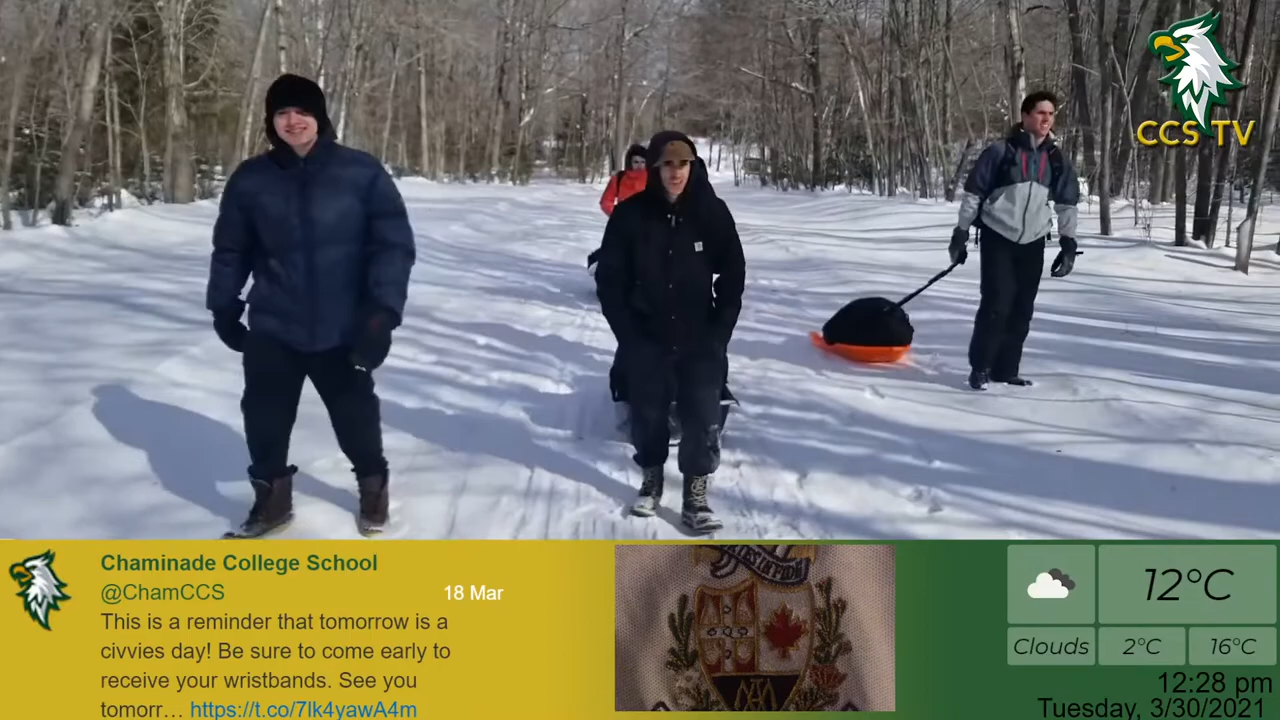 CCS TV
Chaminade College School
@ChamCCS
18 Mar
This is a reminder that tomorrow is a
civvies day! Be sure to come early to
receive your wristbands. See you
tomorr… https://t.co/7lk4yawA4m
12°C
Clouds
2°C
16°C
12:28 pm
Tuesday, 3/30/2021